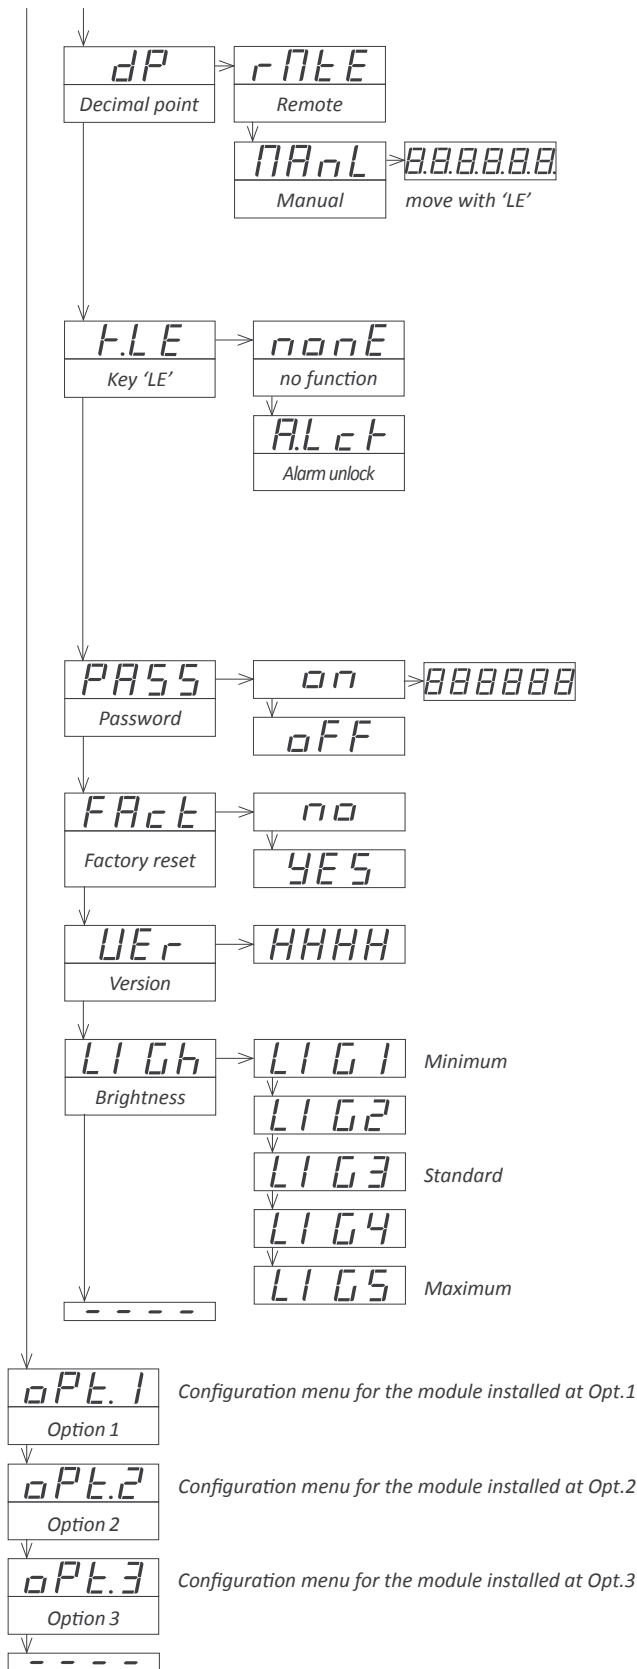 dP
Decimal point
rMtE
Remote
MAnL
Manual
8.8.8.8.8.8.
move with ‘LE’
k.LE
Key ‘LE’
nonE
no function
A.Lck
Alarm unlock
PASS
Password
on
888888
oFF
FAct
Factory reset
no
YES
VEr
Version
HHHH
LIGh
Brightness
LIG1
Minimum
LIG2
LIG3
Standard
LIG4
LIG5
Maximum
----
oPt.1
Option 1
Configuration menu for the module installed at Opt.1
oPt.2
Option 2
Configuration menu for the module installed at Opt.2
oPt.3
Option 3
Configuration menu for the module installed at Opt.3
----